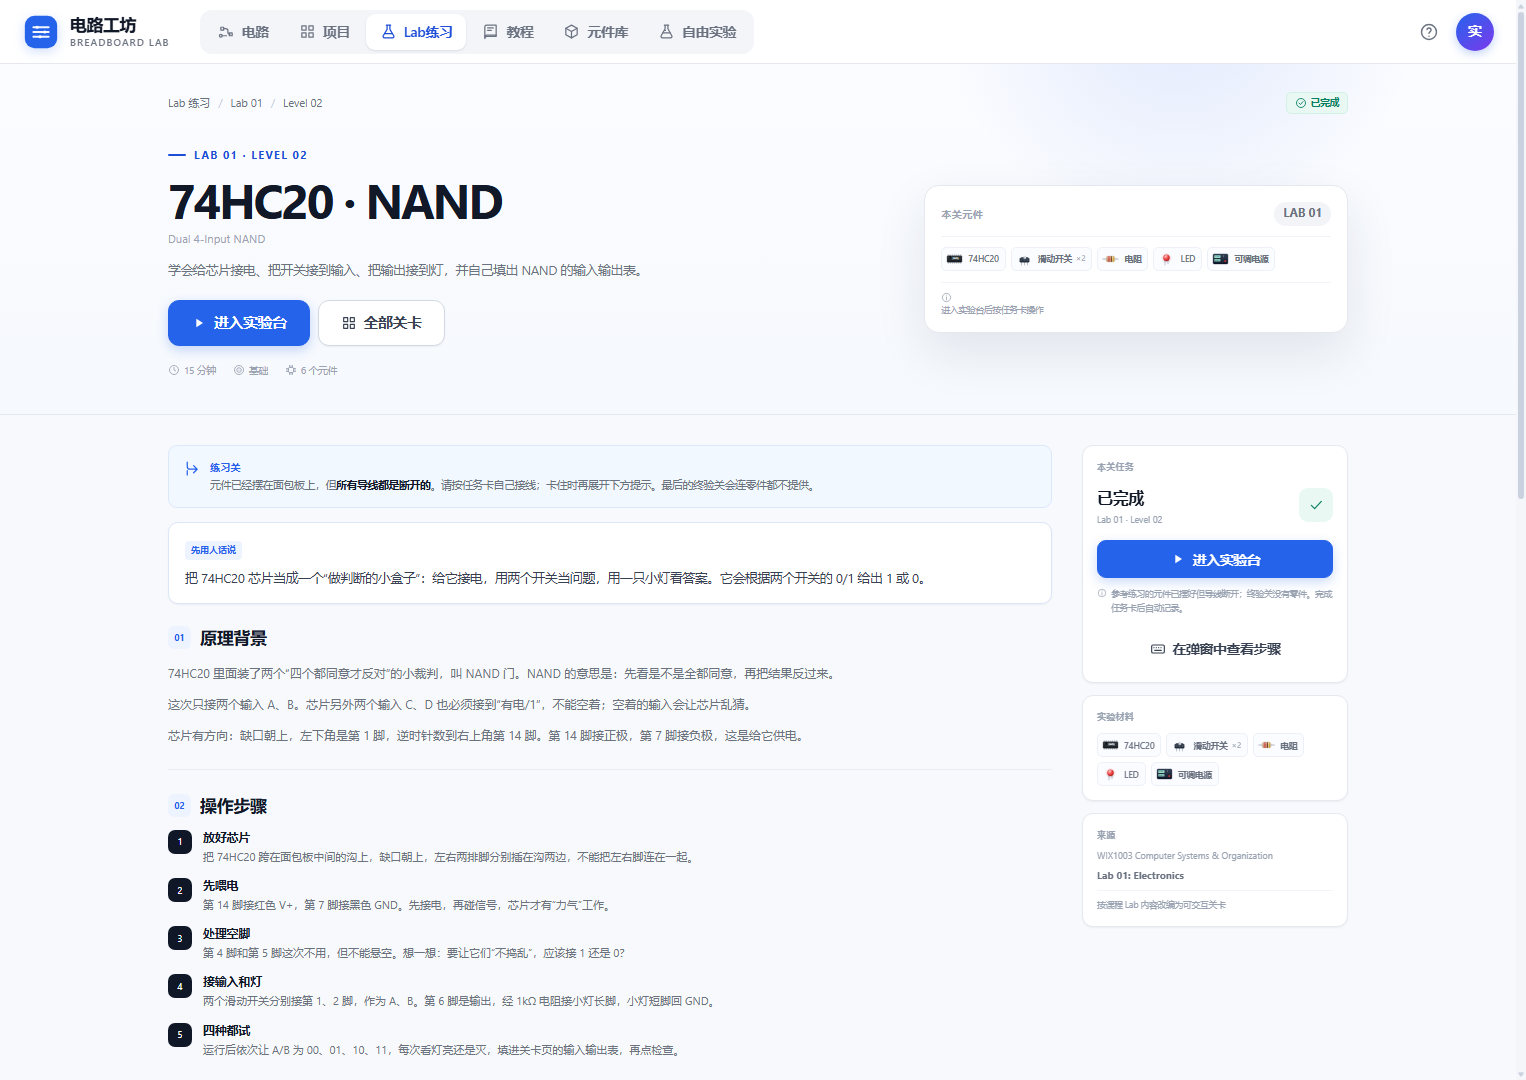 电路工坊
BREADBOARD LAB
电路
项目
Lab练习
教程
元件库
自由实验
实
Lab 练习 / Lab 01 / Level 02
已完成
LAB 01 · LEVEL 02
74HC20 · NAND
Dual 4-Input NAND
学会给芯片接电、把开关接到输入、把输出接到灯，并自己填出 NAND 的输入输出表。
进入实验台
全部关卡
15 分钟
基础
6 个元件
本关元件
LAB 01
74HC20
滑动开关 ×2
电阻
LED
可调电源
进入实验台后按任务卡操作
练习关
元件已经摆在面包板上，但所有导线都是断开的。请按任务卡自己接线；卡住时再展开下方提示。最后的终验关会连零件都不提供。
先用人话说
把 74HC20 芯片当成一个“做判断的小盒子”：给它接电，用两个开关当问题，用一只小灯看答案。它会根据两个开关的 0/1 给出 1 或 0。
01 原理背景
74HC20 里面装了两个“四个都同意才反对”的小裁判，叫 NAND 门。NAND 的意思是：先看是不是全都同意，再把结果反过来。
这次只接两个输入 A、B。芯片另外两个输入 C、D 也必须接到“有电/1”，不能空着；空着的输入会让芯片乱猜。
芯片有方向：缺口朝上，左下角是第 1 脚，逆时针数到右上角第 14 脚。第 14 脚接正极，第 7 脚接负极，这是给它供电。
02 操作步骤
1 放好芯片
把 74HC20 跨在面包板中间的沟上，缺口朝上，左右两排脚分别插在沟两边，不能把左右脚连在一起。
2 先喂电
第 14 脚接红色 V+，第 7 脚接黑色 GND。先接电，再碰信号，芯片才有“力气”工作。
3 处理空脚
第 4 脚和第 5 脚这次不用，但不能悬空。想一想：要让它们“不捣乱”，应该接 1 还是 0？
4 接输入和灯
两个滑动开关分别接第 1、2 脚，作为 A、B。第 6 脚是输出，经 1kΩ 电阻接小灯长脚，小灯短脚回 GND。
5 四种都试
运行后依次让 A/B 为 00、01、10、11，每次看灯亮还是灭，填进关卡页的输入输出表，再点检查。
本关任务
已完成
Lab 01 · Level 02
进入实验台
参考练习的元件已摆好但导线断开；终验关没有零件。完成
任务卡后自动记录。
在弹窗中查看步骤
实验材料
74HC20
滑动开关 ×2
电阻
LED
可调电源
来源
WIX1003 Computer Systems & Organization
Lab 01: Electronics
按课程 Lab 内容改编为可交互关卡